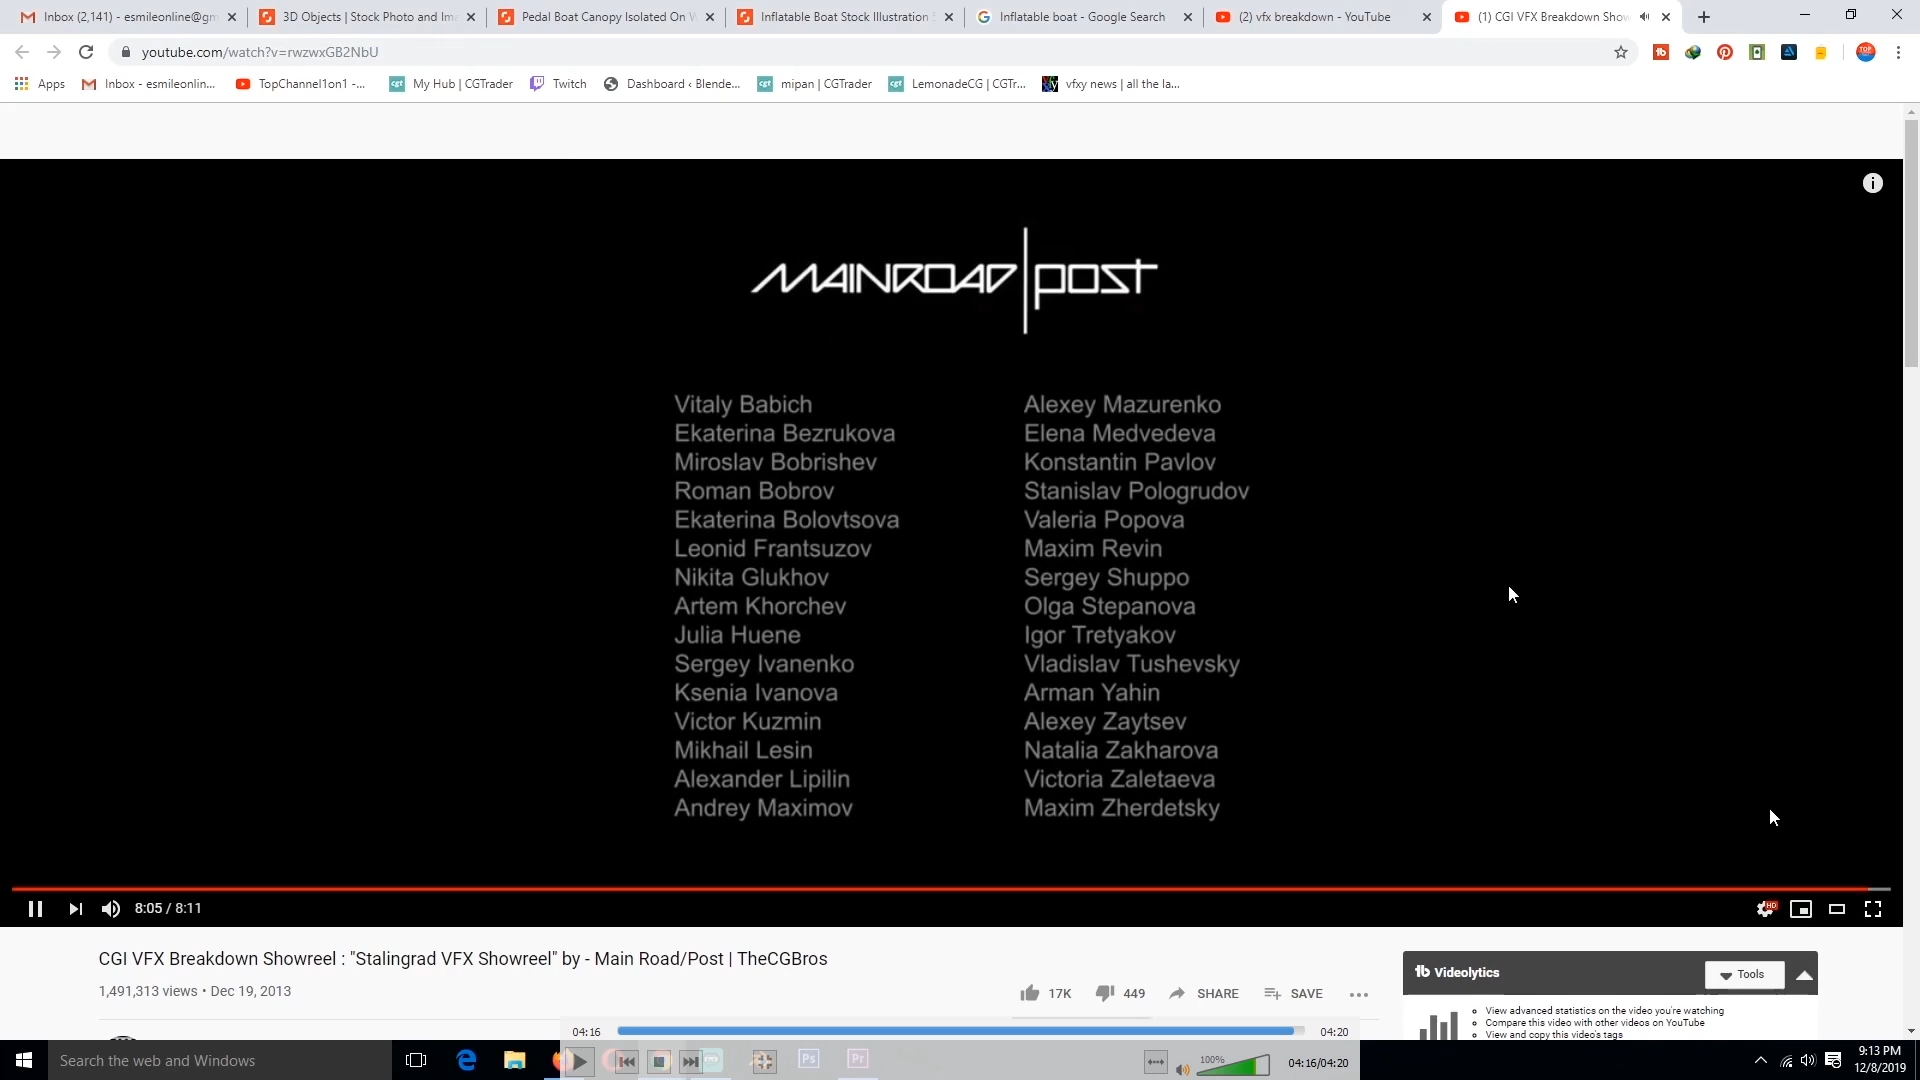 Inbox (2,141) - esmileonline@gm
3D Objects | Stock Photo and Im
Pedal Boat Canopy Isolated On W
Inflatable Boat Stock Illustration
Inflatable boat - Google Search
(2) vfx breakdown - YouTube
(1) CGI VFX Breakdown Show
youtube.com/watch?v=rwzwxGB2NbU
Apps
Inbox - esmileonlin...
TopChannel1on1 -...
My Hub | CGTrader
Twitch
Dashboard ‹ Blende...
mipan | CGTrader
LemonadeCG | CGTr...
vfxy news | all the la...
MAINROAD|POST
Vitaly Babich
Ekaterina Bezrukova
Miroslav Bobrishev
Roman Bobrov
Ekaterina Bolovtsova
Leonid Frantsuzov
Nikita Glukhov
Artem Khorchev
Julia Huene
Sergey Ivanenko
Ksenia Ivanova
Victor Kuzmin
Mikhail Lesin
Alexander Lipilin
Andrey Maximov
Alexey Mazurenko
Elena Medvedeva
Konstantin Pavlov
Stanislav Pologrudov
Valeria Popova
Maxim Revin
Sergey Shuppo
Olga Stepanova
Igor Tretyakov
Vladislav Tushevsky
Arman Yahin
Alexey Zaytsev
Natalia Zakharova
Victoria Zaletaeva
Maxim Zherdetsky
8:05 / 8:11
HD
CGI VFX Breakdown Showreel : "Stalingrad VFX Showreel" by - Main Road/Post | TheCGBros
1,491,313 views • Dec 19, 2013
17K
449
SHARE
SAVE
Videolytics
Tools
View advanced statistics on the video you're watching
Compare this video with other videos on YouTube
View and copy this video's tags
04:16
04:20
Search the web and Windows
Ps
Pr
100%
04:16/04:20
9:13 PM
12/8/2019